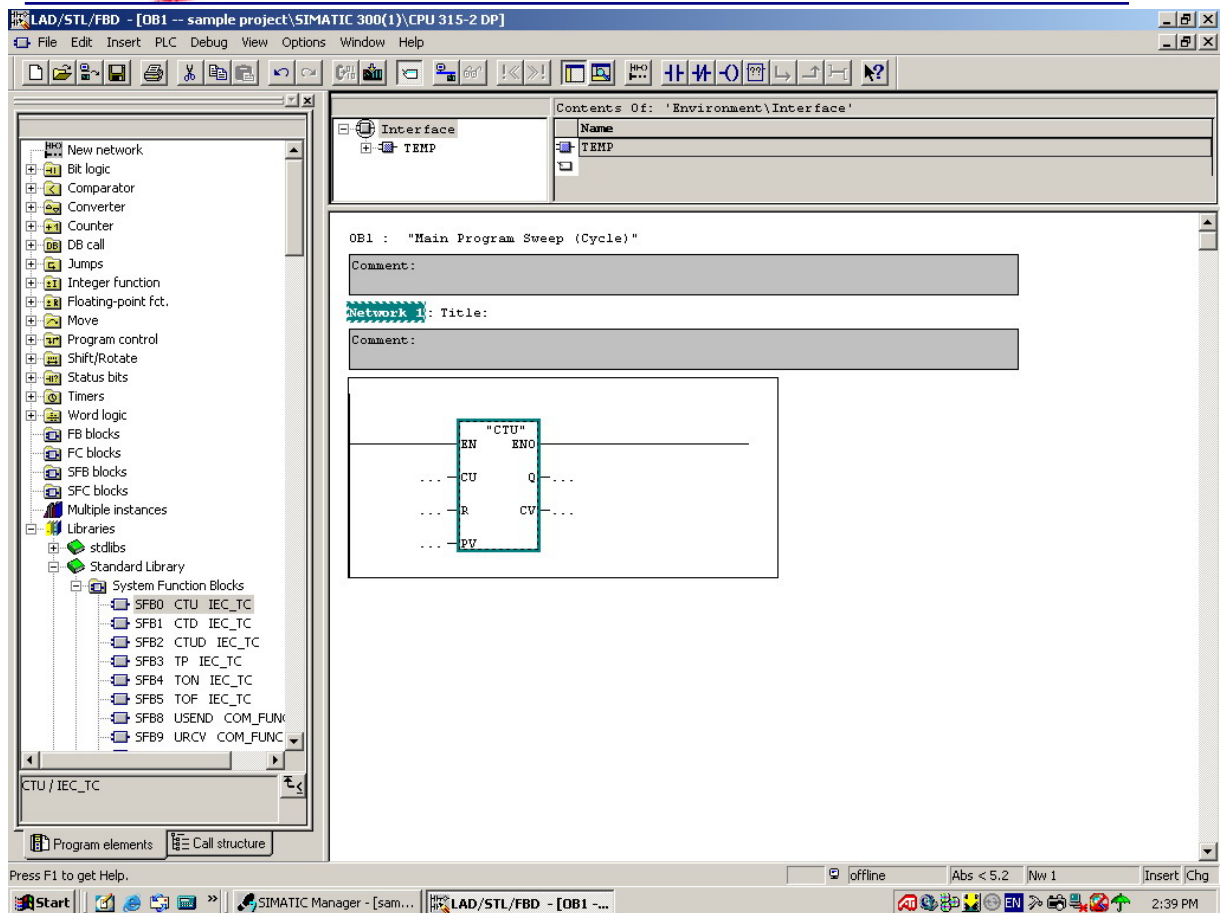 LAD/STL/FBD - [OB1 -- sample project\SIMATIC 300(1)\CPU 315-2 DP]
File Edit Insert PLC Debug View Options Window Help
New network
Bit logic
Comparator
Converter
Counter
DB call
Jumps
Integer function
Floating-point fct.
Move
Program control
Shift/Rotate
Status bits
Timers
Word logic
FB blocks
FC blocks
SFB blocks
SFC blocks
Multiple instances
Libraries
stdlibs
Standard Library
System Function Blocks
SFB0 CTU IEC_TC
SFB1 CTD IEC_TC
SFB2 CTUD IEC_TC
SFB3 TP IEC_TC
SFB4 TON IEC_TC
SFB5 TOF IEC_TC
SFB8 USEND COM_FUN
SFB9 URCV COM_FUNC
CTU / IEC_TC
Program elements Call structure
Contents Of: 'Environment\Interface'
Interface
TEMP
Name
TEMP
OB1 : "Main Program Sweep (Cycle)"
Comment:
Network 1: Title:
Comment:
"CTU"
EN ENO
... CU Q ...
... R CV ...
... PV
Press F1 to get Help.
offline Abs < 5.2 Nw 1 Insert Chg
Start SIMATIC Manager - [sam... LAD/STL/FBD - [OB1 -... EN 2:39 PM